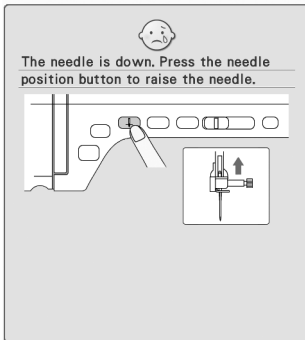 The needle is down. Press the needle
position button to raise the needle.